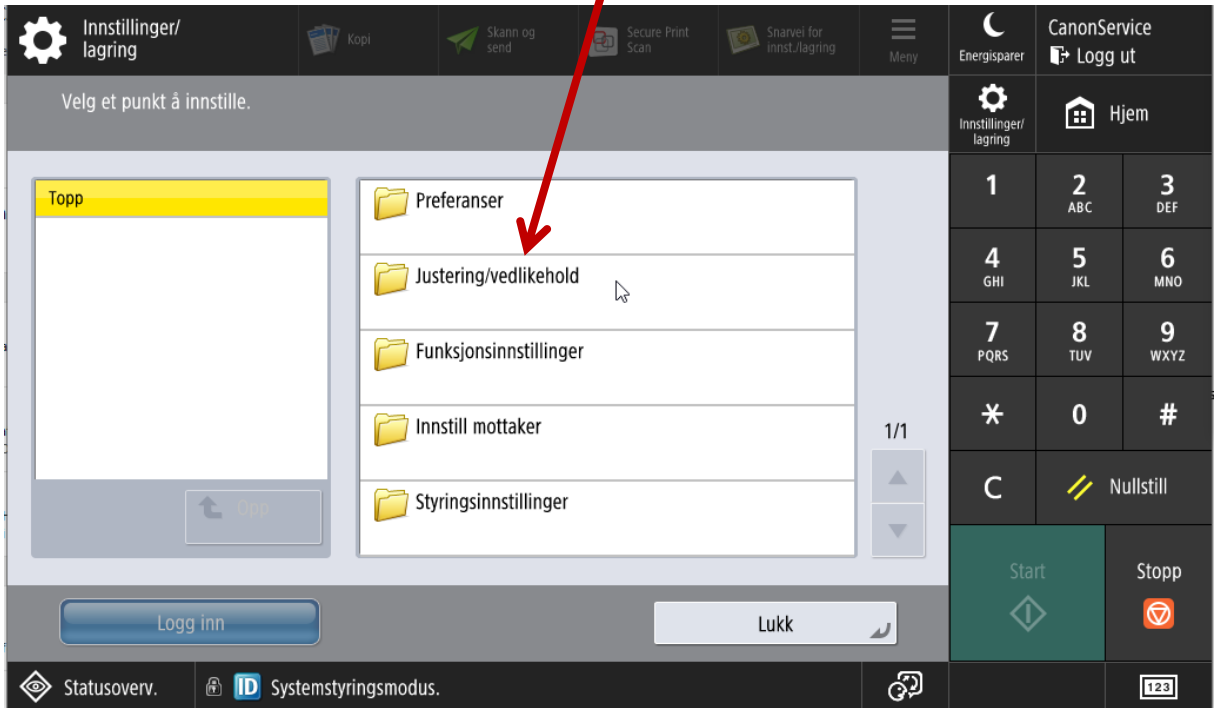 Innstillinger/
lagring
Kopi
Skann og
send
Secure Print
Scan
Snarvei for
innst./lagring
Meny
Energisparer
CanonService
Logg ut
Velg et punkt å innstille.
Innstillinger/
lagring
Hjem
Topp
Preferanser
Justering/vedlikehold
Funksjonsinnstillinger
Innstill mottaker
Styringsinnstillinger
Opp
1/1
1
2
ABC
3
DEF
4
GHI
5
JKL
6
MNO
7
PQRS
8
TUV
9
WXYZ
0
#
C
Nullstill
Start
Stopp
Logg inn
Lukk
Statusoverv.
ID
Systemstyringsmodus.
123